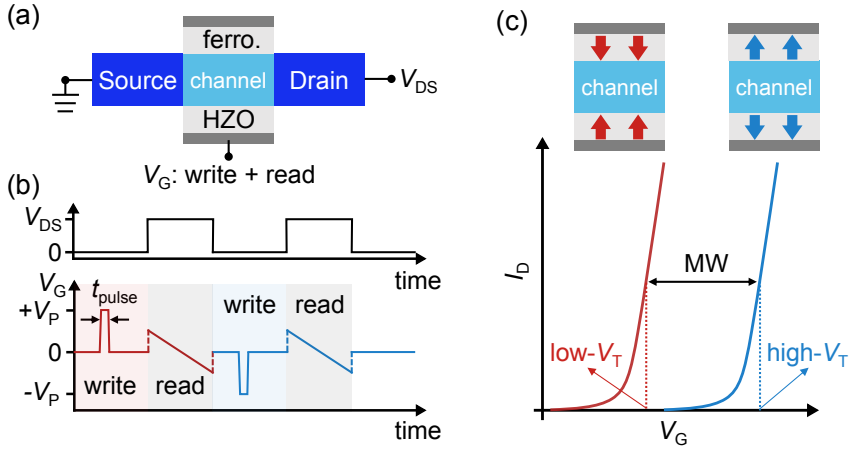 (a)
ferro.
Source channel Drain
V_DS
HZO
V_G: write + read
(b)
V_DS
0
time
V_G
+V_P
t_pulse
write
read
0
write
read
-V_P
time
(c)
channel
channel
I_D
MW
low-V_T
high-V_T
V_G